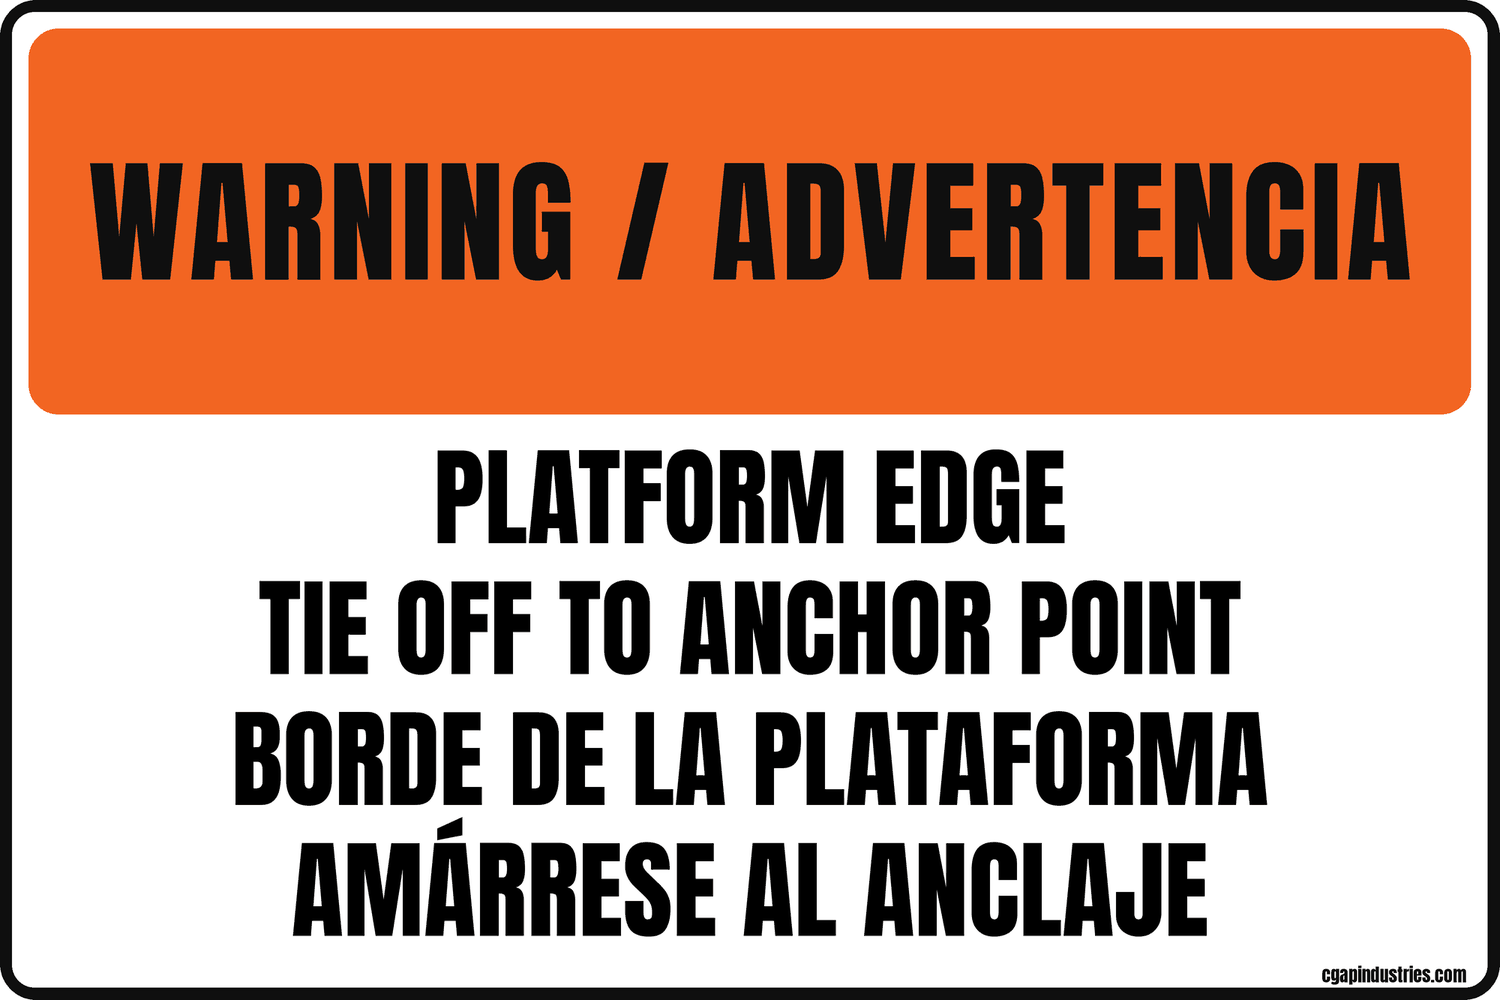 WARNING / ADVERTENCIA
PLATFORM EDGE
TIE OFF TO ANCHOR POINT
BORDE DE LA PLATAFORMA
AMÁRRESE AL ANCLAJE
cgapindustries.com